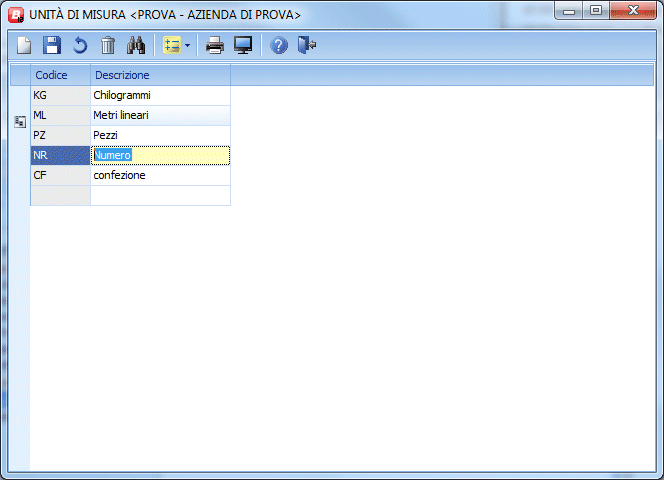 UNITÀ DI MISURA <PROVA - AZIENDA DI PROVA>
Codice Descrizione
KG Chilogrammi
ML Metri lineari
PZ Pezzi
NR Numero
CF confezione